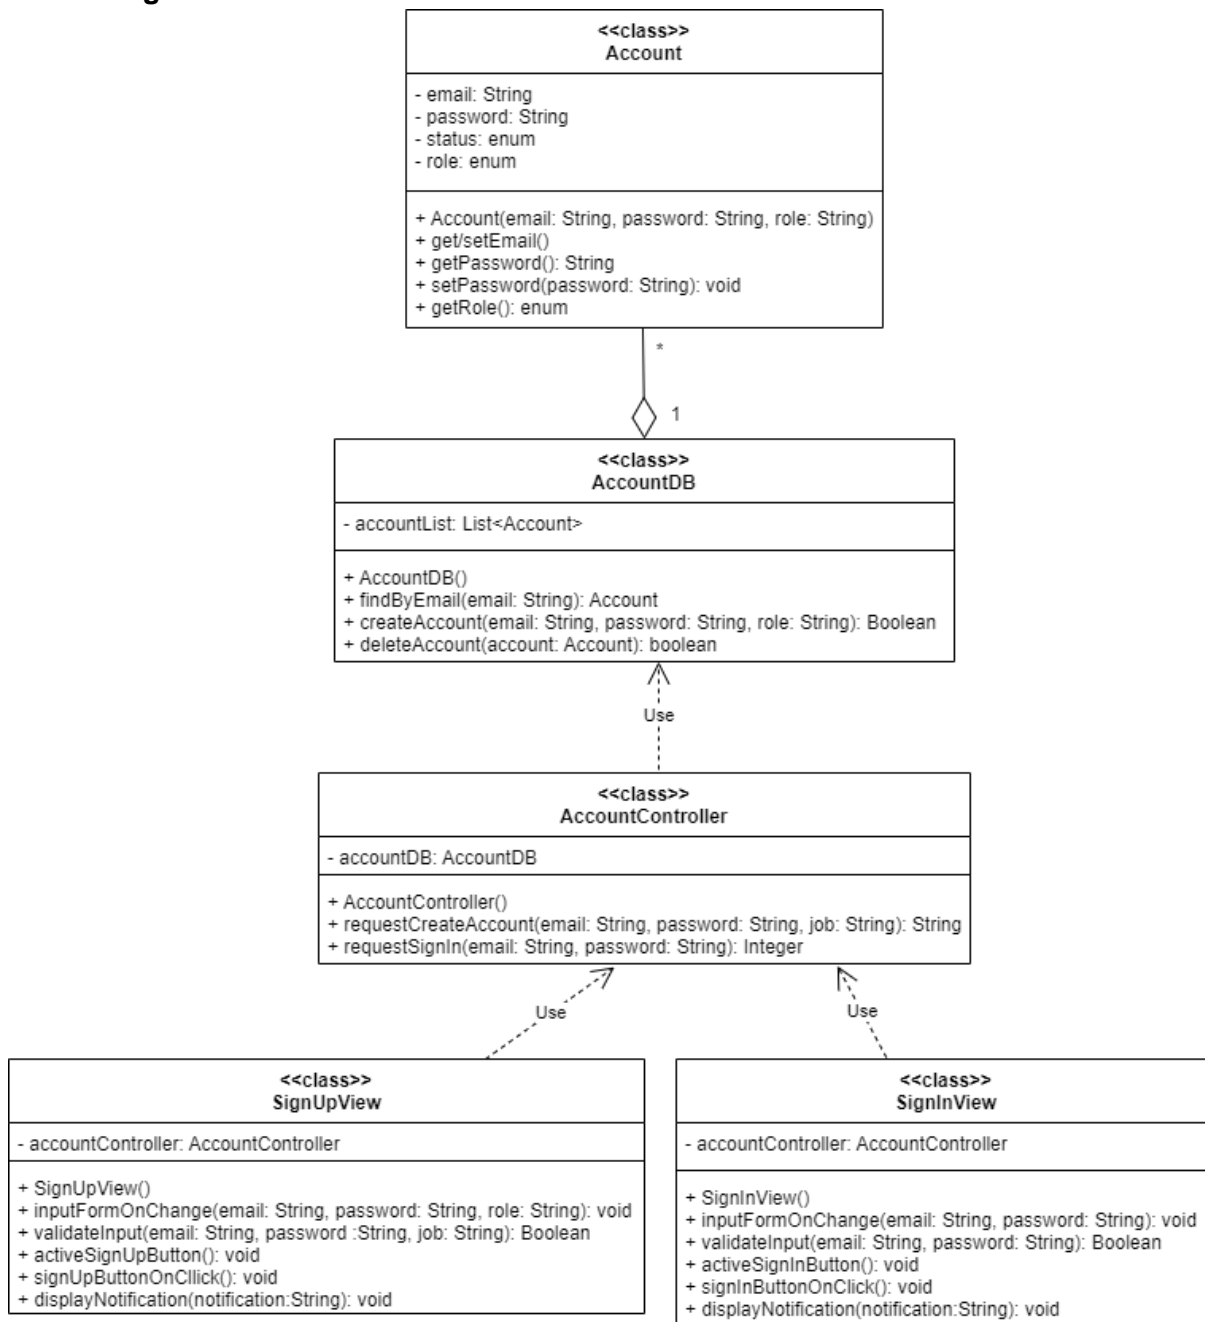 <<class>>
Account
- email: String
- password: String
- status: enum
- role: enum
+ Account(email: String, password: String, role: String)
+ get/setEmail()
+ getPassword(): String
+ setPassword(password: String): void
+ getRole(): enum
*
1
<<class>>
AccountDB
- accountList: List<Account>
+ AccountDB()
+ findByEmail(email: String): Account
+ createAccount(email: String, password: String, role: String): Boolean
+ deleteAccount(account: Account): boolean
Use
<<class>>
AccountController
- accountDB: AccountDB
+ AccountController()
+ requestCreateAccount(email: String, password: String, job: String): String
+ requestSignIn(email: String, password: String): Integer
Use
Use
<<class>>
SignUpView
- accountController: AccountController
+ SignUpView()
+ inputFormOnChange(email: String, password: String, role: String): void
+ validateInput(email: String, password :String, job: String): Boolean
+ activeSignUpButton(): void
+ signUpButtonOnCllick(): void
+ displayNotification(notification:String): void
<<class>>
SignInView
- accountController: AccountController
+ SignInView()
+ inputFormOnChange(email: String, password: String): void
+ validateInput(email: String, password: String): Boolean
+ activeSignInButton(): void
+ signInButtonOnClick(): void
+ displayNotification(notification:String): void